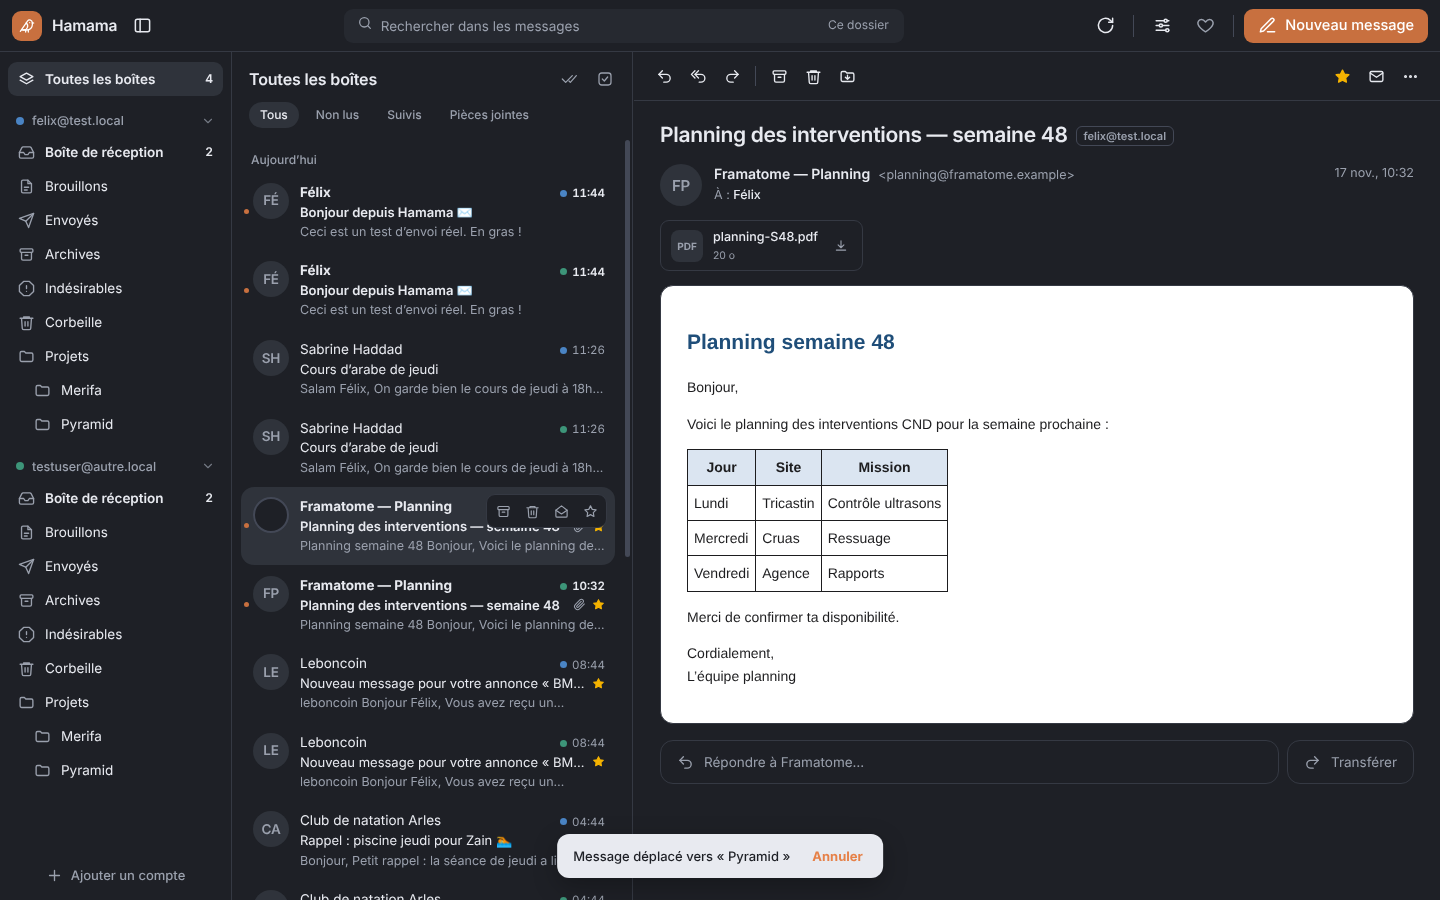 Hamama
Rechercher dans les messages
Ce dossier
Nouveau message
Toutes les boîtes 4
felix@test.local
Boîte de réception 2
Brouillons
Envoyés
Archives
Indésirables
Corbeille
Projets
Merifa
Pyramid
testuser@autre.local
Boîte de réception 2
Brouillons
Envoyés
Archives
Indésirables
Corbeille
Projets
Merifa
Pyramid
Ajouter un compte
Toutes les boîtes
Tous Non lus Suivis Pièces jointes
Aujourd’hui
FÉ
Félix 11:44
Bonjour depuis Hamama ✉️
Ceci est un test d’envoi réel. En gras !
FÉ
Félix 11:44
Bonjour depuis Hamama ✉️
Ceci est un test d’envoi réel. En gras !
SH
Sabrine Haddad 11:26
Cours d’arabe de jeudi
Salam Félix, On garde bien le cours de jeudi à 18h...
SH
Sabrine Haddad 11:26
Cours d’arabe de jeudi
Salam Félix, On garde bien le cours de jeudi à 18h...
Framatome — Planning
Planning des interventions — semaine 48
Planning semaine 48 Bonjour, Voici le planning de...
FP
Framatome — Planning 10:32
Planning des interventions — semaine 48
Planning semaine 48 Bonjour, Voici le planning de...
LE
Leboncoin 08:44
Nouveau message pour votre annonce « BM...
leboncoin Bonjour Félix, Vous avez reçu un...
LE
Leboncoin 08:44
Nouveau message pour votre annonce « BM...
leboncoin Bonjour Félix, Vous avez reçu un...
CA
Club de natation Arles 04:44
Rappel : piscine jeudi pour Zain 🏊
Bonjour, Petit rappel : la séance de jeudi a li
Club de natation Arles 04:44
Planning des interventions — semaine 48 felix@test.local
FP
Framatome — Planning <planning@framatome.example> 17 nov., 10:32
À : Félix
PDF
planning-S48.pdf
20 o
Planning semaine 48
Bonjour,
Voici le planning des interventions CND pour la semaine prochaine :
Jour Site Mission
Lundi Tricastin Contrôle ultrasons
Mercredi Cruas Ressuage
Vendredi Agence Rapports
Merci de confirmer ta disponibilité.
Cordialement,
L’équipe planning
Répondre à Framatome...
Transférer
Message déplacé vers « Pyramid » Annuler